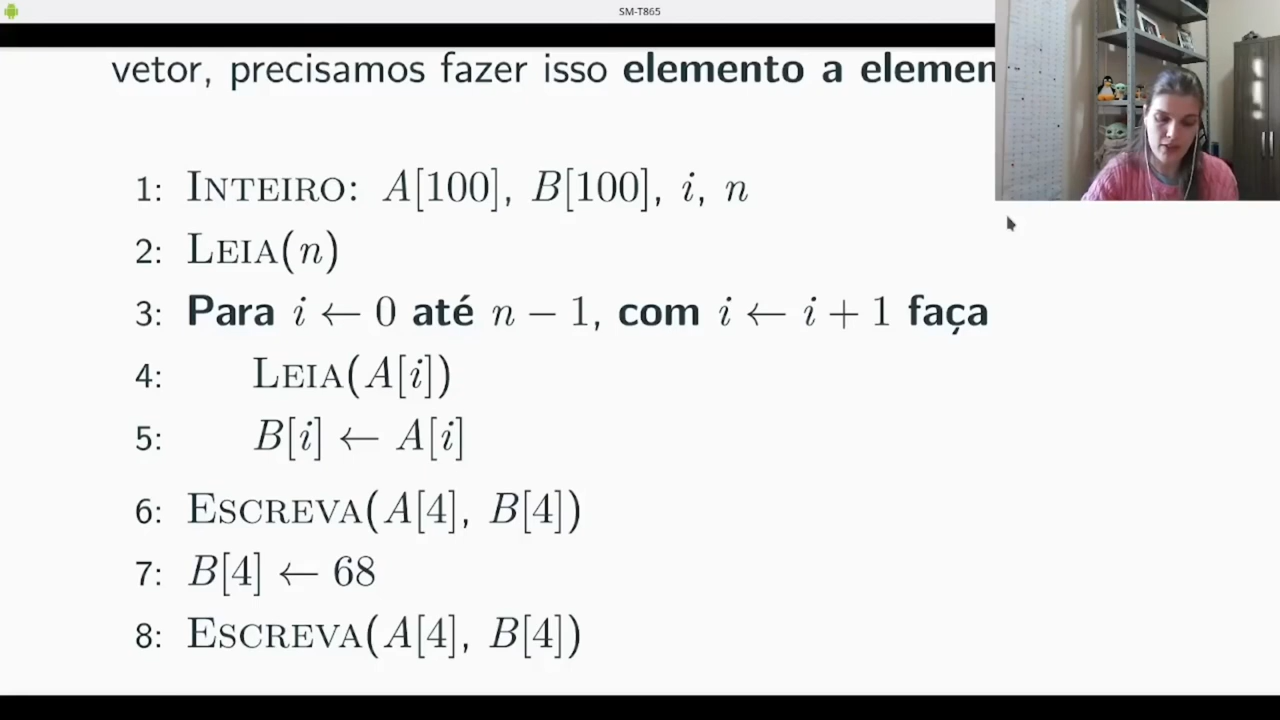 SM-T865
vetor, precisamos fazer isso elemento a
1: INTEIRO: A[100], B[100], i, n
2: LEIA(n)
3: Para i ← 0 até n − 1, com i ← i + 1 faça
4: LEIA(A[i])
5: B[i] ← A[i]
6: ESCREVA(A[4], B[4])
7: B[4] ← 68
8: ESCREVA(A[4], B[4])